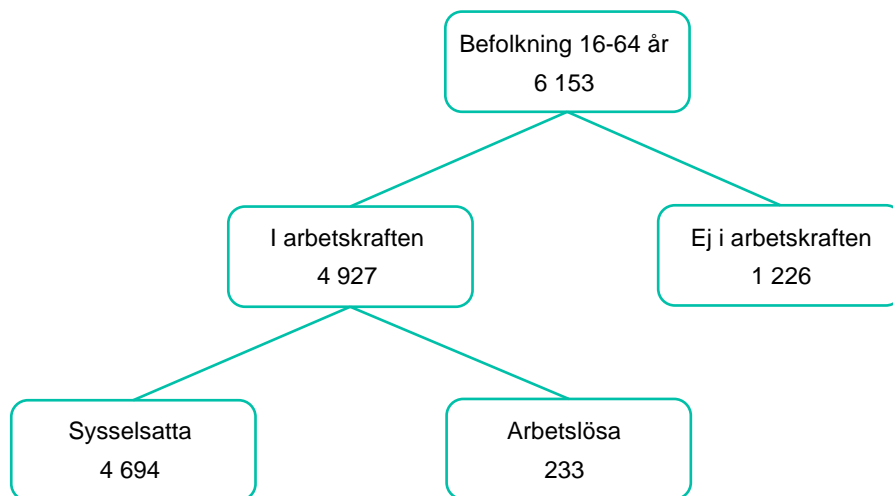 Befolkning 16-64 år
6 153
I arbetskraften
4 927
Ej i arbetskraften
1 226
Sysselsatta
4 694
Arbetslösa
233